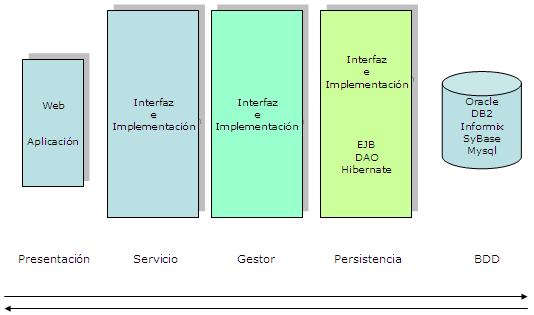 Web
Aplicación
Interfaz
e
Implementación
Interfaz
e
Implementación
Interfaz
e
Implementación
EJB
DAO
Hibernate
Oracle
DB2
Informix
SyBase
Mysql
Presentación
Servicio
Gestor
Persistencia
BDD